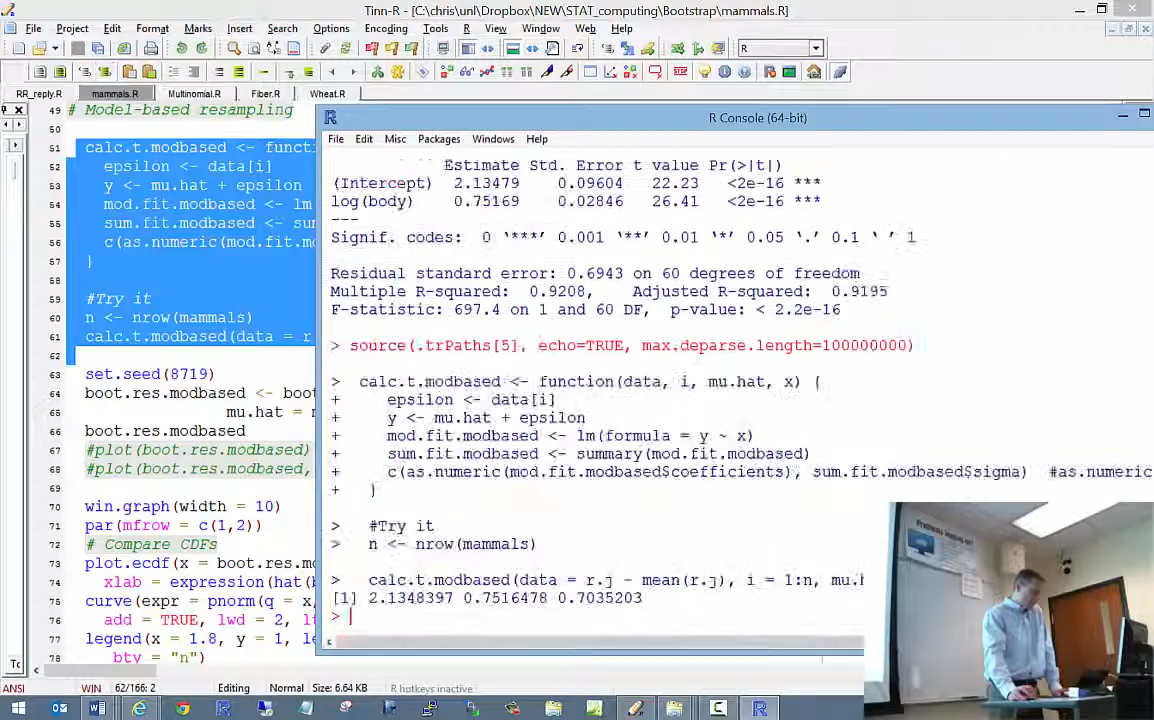 Tinn-R - [C:\chris\unl\Dropbox\NEW\STAT_computing\Bootstrap\mammals.R]
File Project Edit Format Marks Insert Search Options Encoding Tools R View Window Web Help
R
RR_reply.R mammals.R Multinomial.R Fiber.R Wheat.R
49 # Model-based resampling
50
51 calc.t.modbased <- functi
52 epsilon <- data[i]
53 y <- mu.hat + epsilon
54 mod.fit.modbased <- lm
55 sum.fit.modbased <- sum
56 c(as.numeric(mod.fit.mo
57 }
58
59 #Try it
60 n <- nrow(mammals)
61 calc.t.modbased(data = r
62
63 set.seed(8719)
64 boot.res.modbased <- boo
65 mu.hat = n
66 boot.res.modbased
67 #plot(boot.res.modbased)
68 #plot(boot.res.modbased,
69
70 win.graph(width = 10)
71 par(mfrow = c(1,2))
72 # Compare CDFs
73 plot.ecdf(x = boot.res.mo
74 xlab = expression(hat(b
75 curve(expr = pnorm(q = x,
76 add = TRUE, lwd = 2, lt
77 legend(x = 1.8, y = 1, le
78 bty = "n")
R Console (64-bit)
File Edit Misc Packages Windows Help
Estimate Std. Error t value Pr(>|t|)
(Intercept) 2.13479 0.09604 22.23 <2e-16 ***
log(body) 0.75169 0.02846 26.41 <2e-16 ***
---
Signif. codes: 0 ‘***’ 0.001 ‘**’ 0.01 ‘*’ 0.05 ‘.’ 0.1 ‘ ’ 1
Residual standard error: 0.6943 on 60 degrees of freedom
Multiple R-squared: 0.9208, Adjusted R-squared: 0.9195
F-statistic: 697.4 on 1 and 60 DF, p-value: < 2.2e-16
> source(.trPaths[5], echo=TRUE, max.deparse.length=100000000)
> calc.t.modbased <- function(data, i, mu.hat, x) {
+ epsilon <- data[i]
+ y <- mu.hat + epsilon
+ mod.fit.modbased <- lm(formula = y ~ x)
+ sum.fit.modbased <- summary(mod.fit.modbased)
+ c(as.numeric(mod.fit.modbased$coefficients), sum.fit.modbased$sigma) #as.numeric
+ }
> #Try it
> n <- nrow(mammals)
> calc.t.modbased(data = r.j - mean(r.j), i = 1:n, mu.h
[1] 2.1348397 0.7516478 0.7035203
>
ANSI WIN 62/166: 2 Editing Normal Size: 6.64 KB R hotkeys inactive